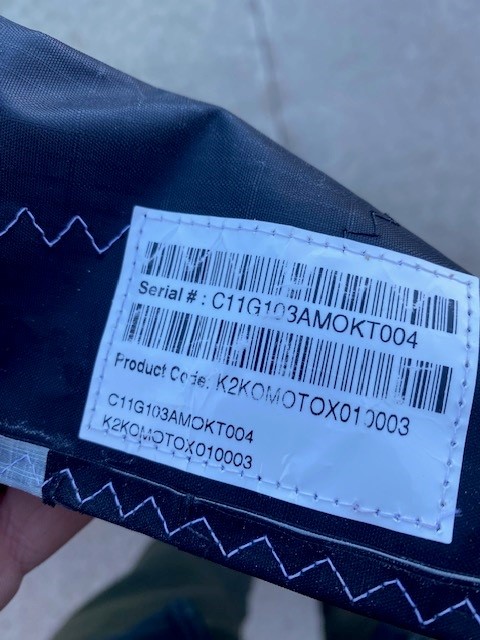 Serial # : C11G103AMOKT004
Product Code: K2KOMOTOX010003
C11G103AMOKT004
K2KOMOTOX010003